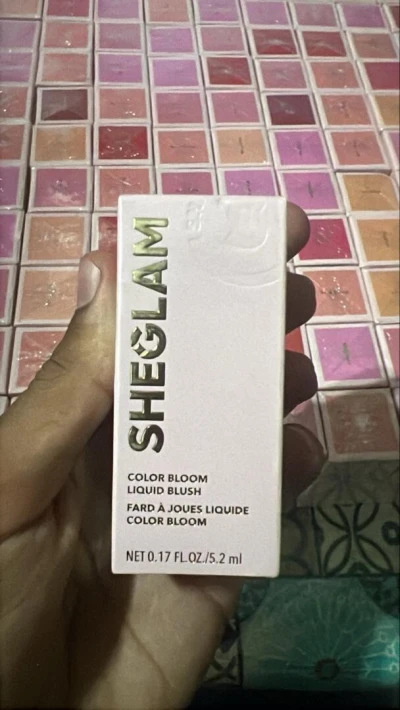 SHEGLAM
COLOR BLOOM
LIQUID BLUSH
FARD À JOUES LIQUIDE
COLOR BLOOM
NET 0.17 FL.OZ./5.2 ml